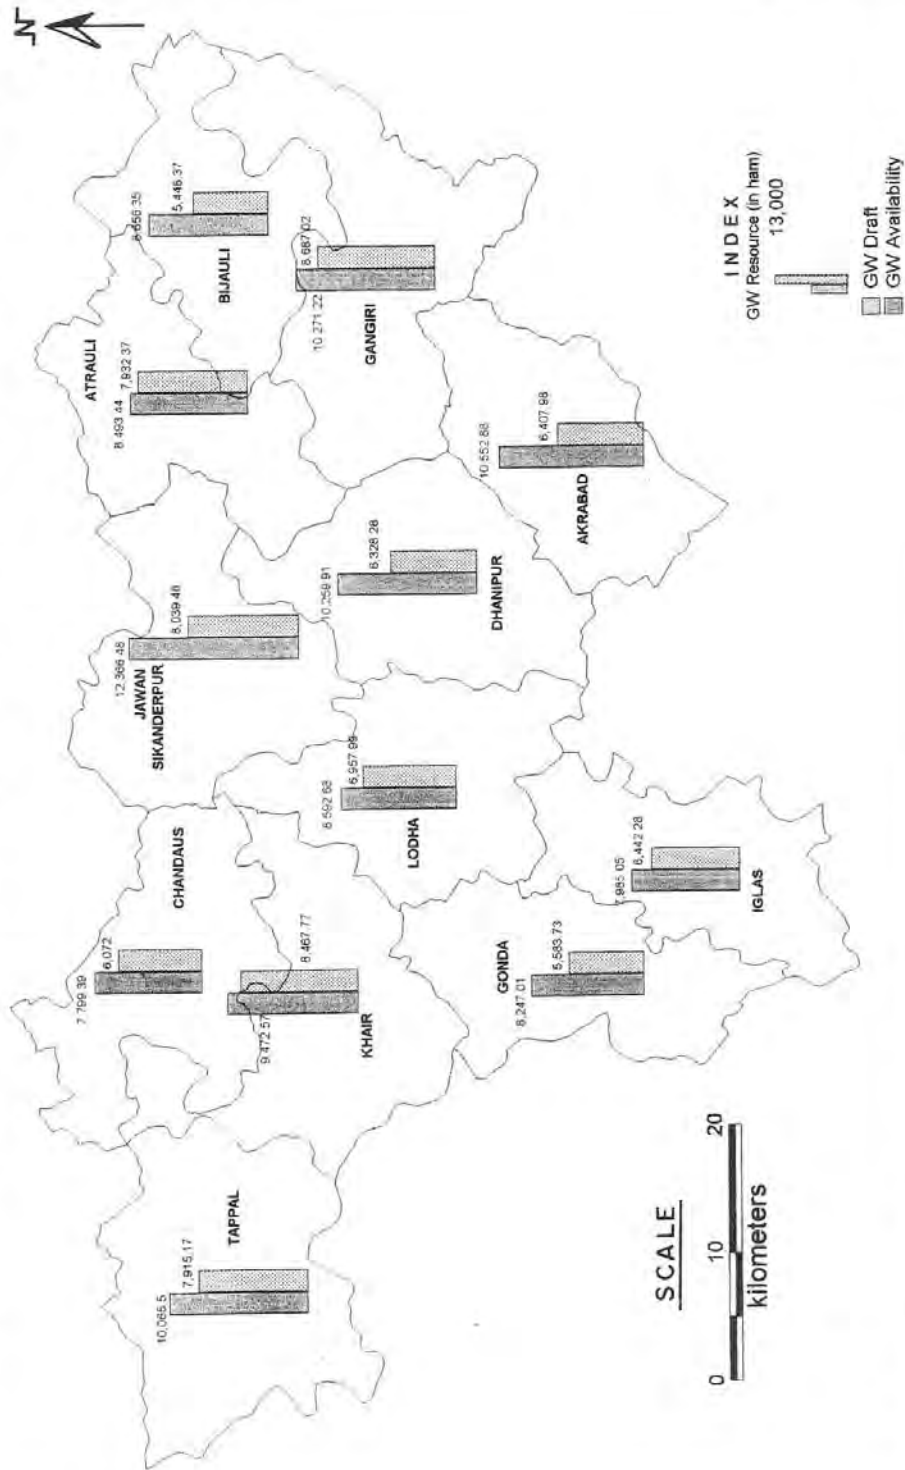 N
ATRAULI
8 493 44
7,932 37
BIJAULI
8 656.35
5,446.37
GANGIRI
10 271 22
8,687.02
JAWAN
SIKANDERPUR
12 366 48
8,039.46
DHANIPUR
10 259 91
6,328 28
AKRABAD
10 552.88
6,407.98
CHANDAUS
7 799 39
6,072
KHAIR
9 472 57
8 467.77
LODHA
8 592 68
6,957 99
GONDA
8,247 01
5,583.73
IGLAS
7,985 05
6,442 28
TAPPAL
10,065.5
7,915.17
SCALE
0 10 20
kilometers
INDEX
GW Resource (in ham)
13,000
GW Draft
GW Availability